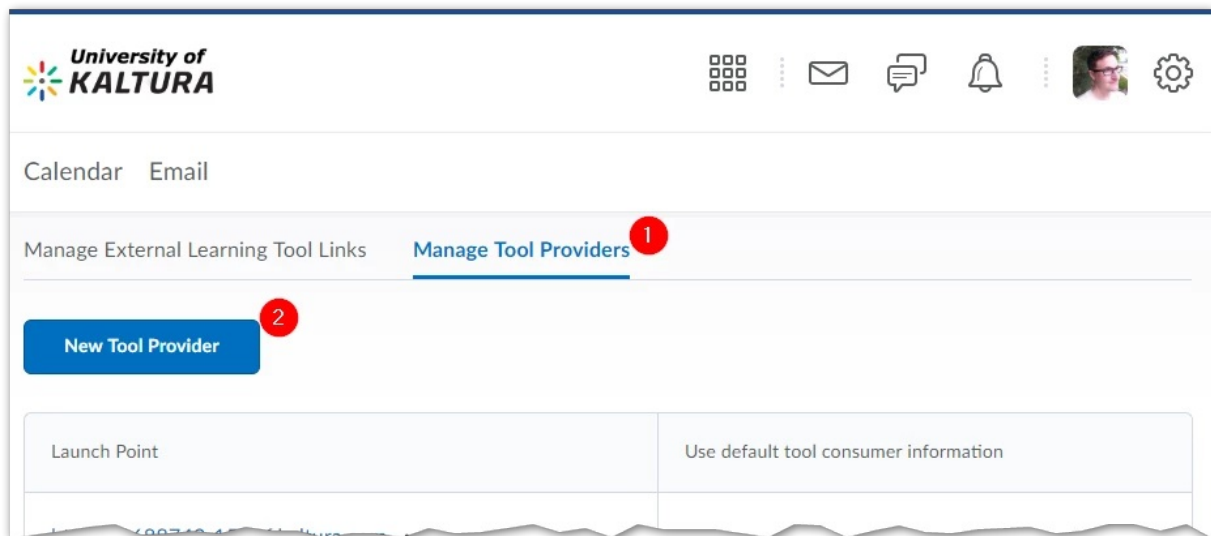 University of
KALTURA
Calendar Email
Manage External Learning Tool Links Manage Tool Providers 1
2
New Tool Provider
Launch Point Use default tool consumer information